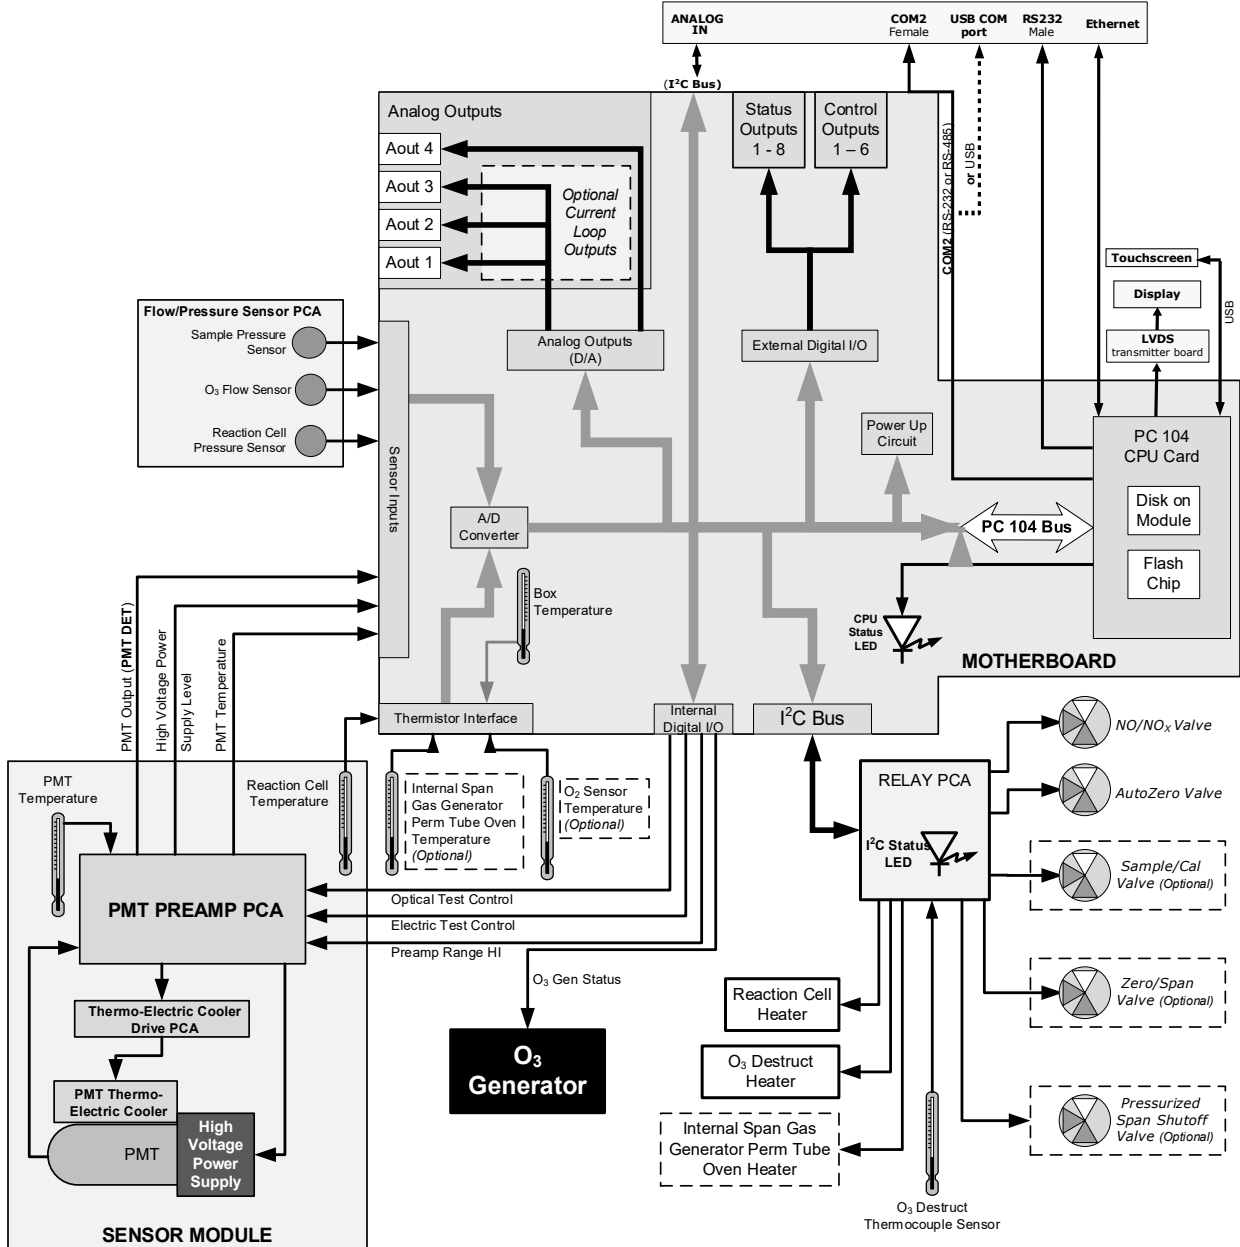 ANALOG
IN
COM2
Female
USB COM
port
RS232
Male
Ethernet
(I²C Bus)
Analog Outputs
Aout 4
Aout 3
Aout 2
Aout 1
Optional
Current
Loop
Outputs
Status
Outputs
1 - 8
Control
Outputs
1 – 6
COM2 (RS-232 or RS-485)
or USB
Touchscreen
Display
LVDS
transmitter board
USB
Flow/Pressure Sensor PCA
Sample Pressure
Sensor
O₃ Flow Sensor
Reaction Cell
Pressure Sensor
Sensor Inputs
Analog Outputs
(D/A)
External Digital I/O
Power Up
Circuit
A/D
Converter
PC 104 Bus
PC 104
CPU Card
Disk on
Module
Flash
Chip
Box
Temperature
CPU
Status
LED
MOTHERBOARD
PMT Output (PMT DET)
High Voltage Power
Supply Level
PMT Temperature
Thermistor Interface
Internal
Digital I/O
I²C Bus
PMT
Temperature
Reaction Cell
Temperature
Internal Span
Gas Generator
Perm Tube Oven
Temperature
(Optional)
O₂ Sensor
Temperature
(Optional)
RELAY PCA
I²C Status
LED
NO/NOx Valve
AutoZero Valve
Sample/Cal
Valve (Optional)
Zero/Span
Valve (Optional)
Pressurized
Span Shutoff
Valve (Optional)
PMT PREAMP PCA
Optical Test Control
Electric Test Control
Preamp Range HI
O₃ Gen Status
O₃
Generator
Thermo-Electric Cooler
Drive PCA
PMT Thermo-
Electric Cooler
PMT
High
Voltage
Power
Supply
SENSOR MODULE
Reaction Cell
Heater
O₃ Destruct
Heater
Internal Span Gas
Generator Perm Tube
Oven Heater
O₃ Destruct
Thermocouple Sensor